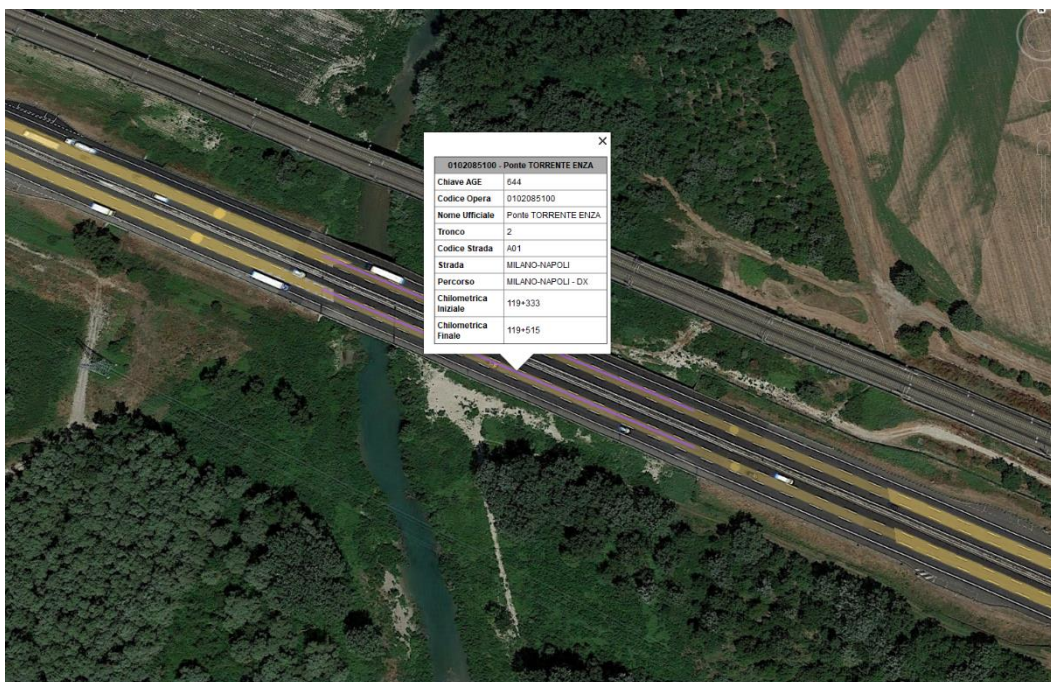 ×
0102085100 - Ponte TORRENTE ENZA
Chiave AGE 644
Codice Opera 0102085100
Nome Ufficiale Ponte TORRENTE ENZA
Tronco 2
Codice Strada A01
Strada MILANO-NAPOLI
Percorso MILANO-NAPOLI - DX
Chilometrica
Iniziale 119+333
Chilometrica
Finale 119+515